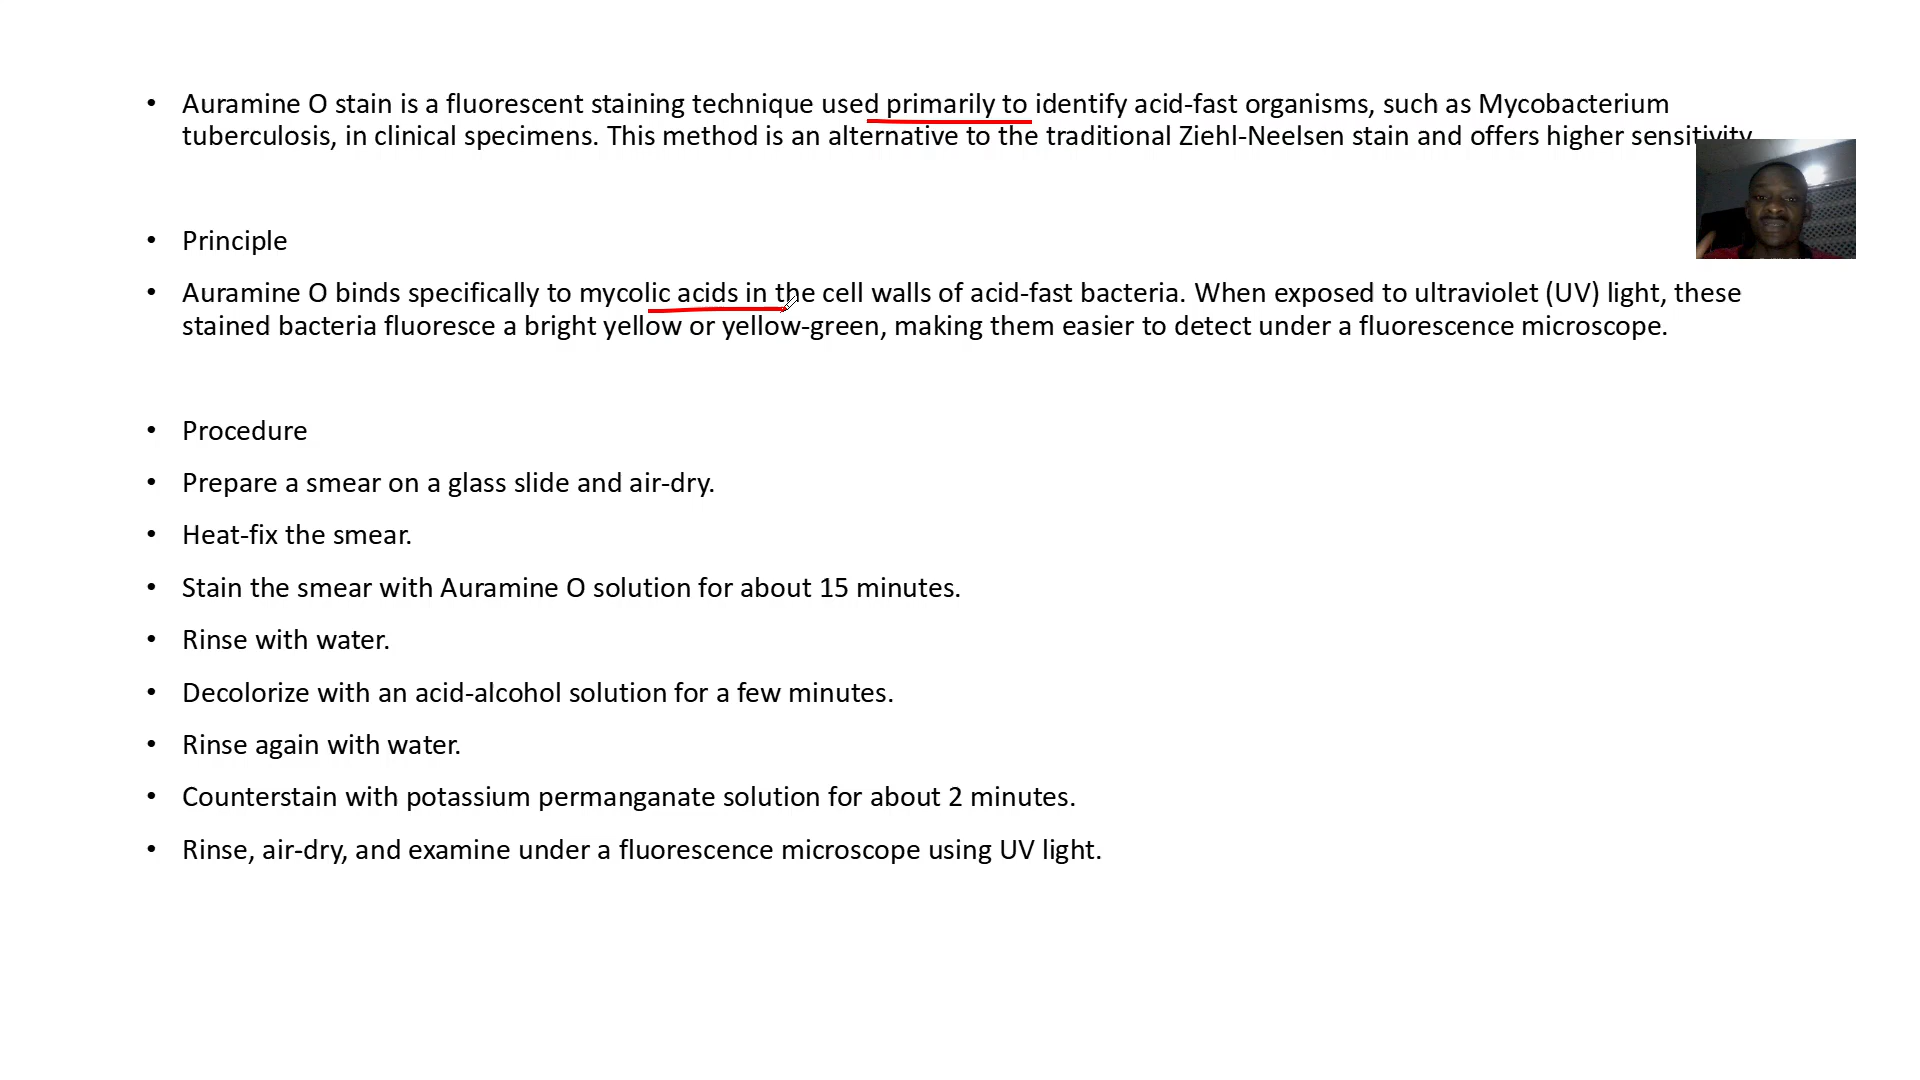 • Auramine O stain is a fluorescent staining technique used primarily to identify acid-fast organisms, such as Mycobacterium
tuberculosis, in clinical specimens. This method is an alternative to the traditional Ziehl-Neelsen stain and offers higher sensitivity
• Principle
• Auramine O binds specifically to mycolic acids in the cell walls of acid-fast bacteria. When exposed to ultraviolet (UV) light, these
stained bacteria fluoresce a bright yellow or yellow-green, making them easier to detect under a fluorescence microscope.
• Procedure
• Prepare a smear on a glass slide and air-dry.
• Heat-fix the smear.
• Stain the smear with Auramine O solution for about 15 minutes.
• Rinse with water.
• Decolorize with an acid-alcohol solution for a few minutes.
• Rinse again with water.
• Counterstain with potassium permanganate solution for about 2 minutes.
• Rinse, air-dry, and examine under a fluorescence microscope using UV light.